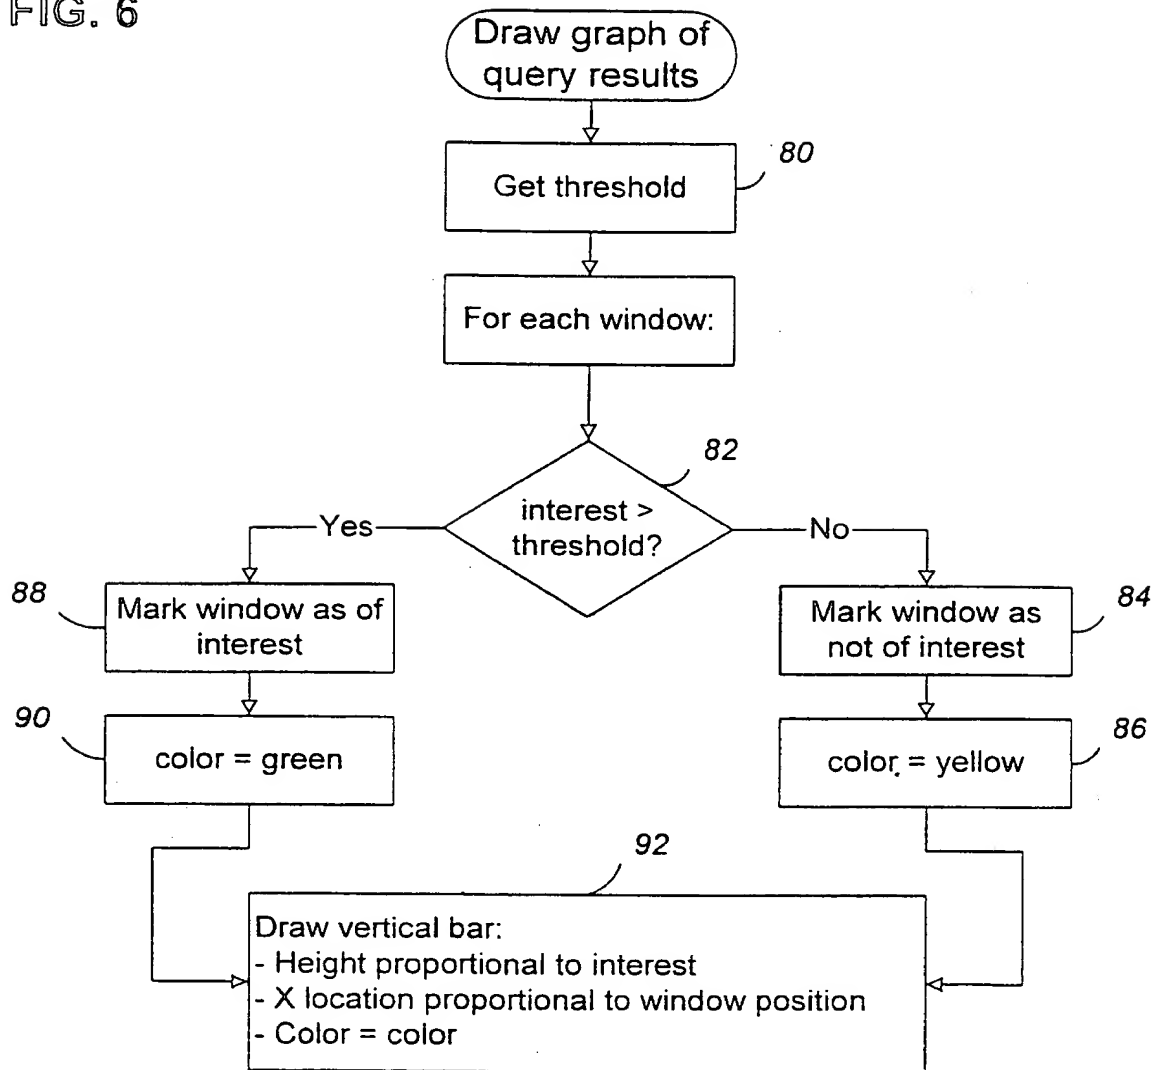 FIG. 6
Draw graph of
query results
80
Get threshold
For each window:
82
interest >
threshold?
Yes
No
88
Mark window as of
interest
84
Mark window as
not of interest
90
color = green
86
color = yellow
92
Draw vertical bar:
- Height proportional to interest
- X location proportional to window position
- Color = color